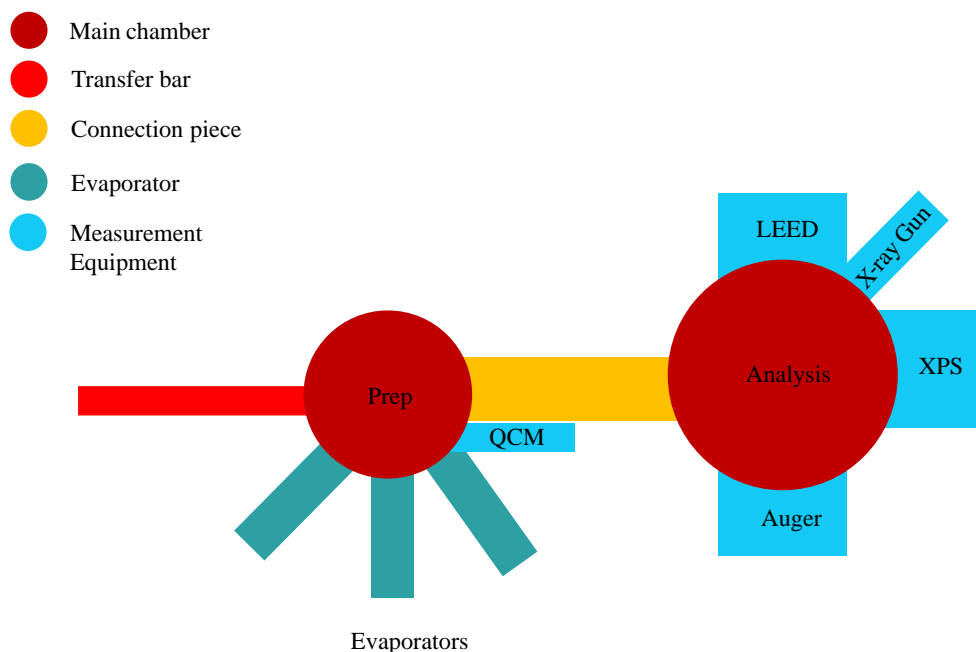 Main chamber
Transfer bar
Connection piece
Evaporator
Measurement
Equipment
LEED
X-ray Gun
XPS
Analysis
Prep
QCM
Auger
Evaporators